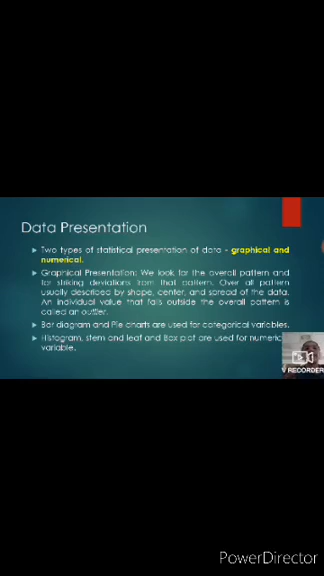 Data Presentation
Two types of statistical presentation of data - graphical and
numerical.
Graphical Presentation: We look for the overall pattern and
for striking deviations from that pattern. Over all pattern
usually described by shape, center, and spread of the data.
An individual value that falls outside the overall pattern is
called an outlier.
Bar diagram and Pie charts are used for categorical variables.
Histogram, stem and leaf and Box plot are used for numeric
variable.
V RECORDER
PowerDirector